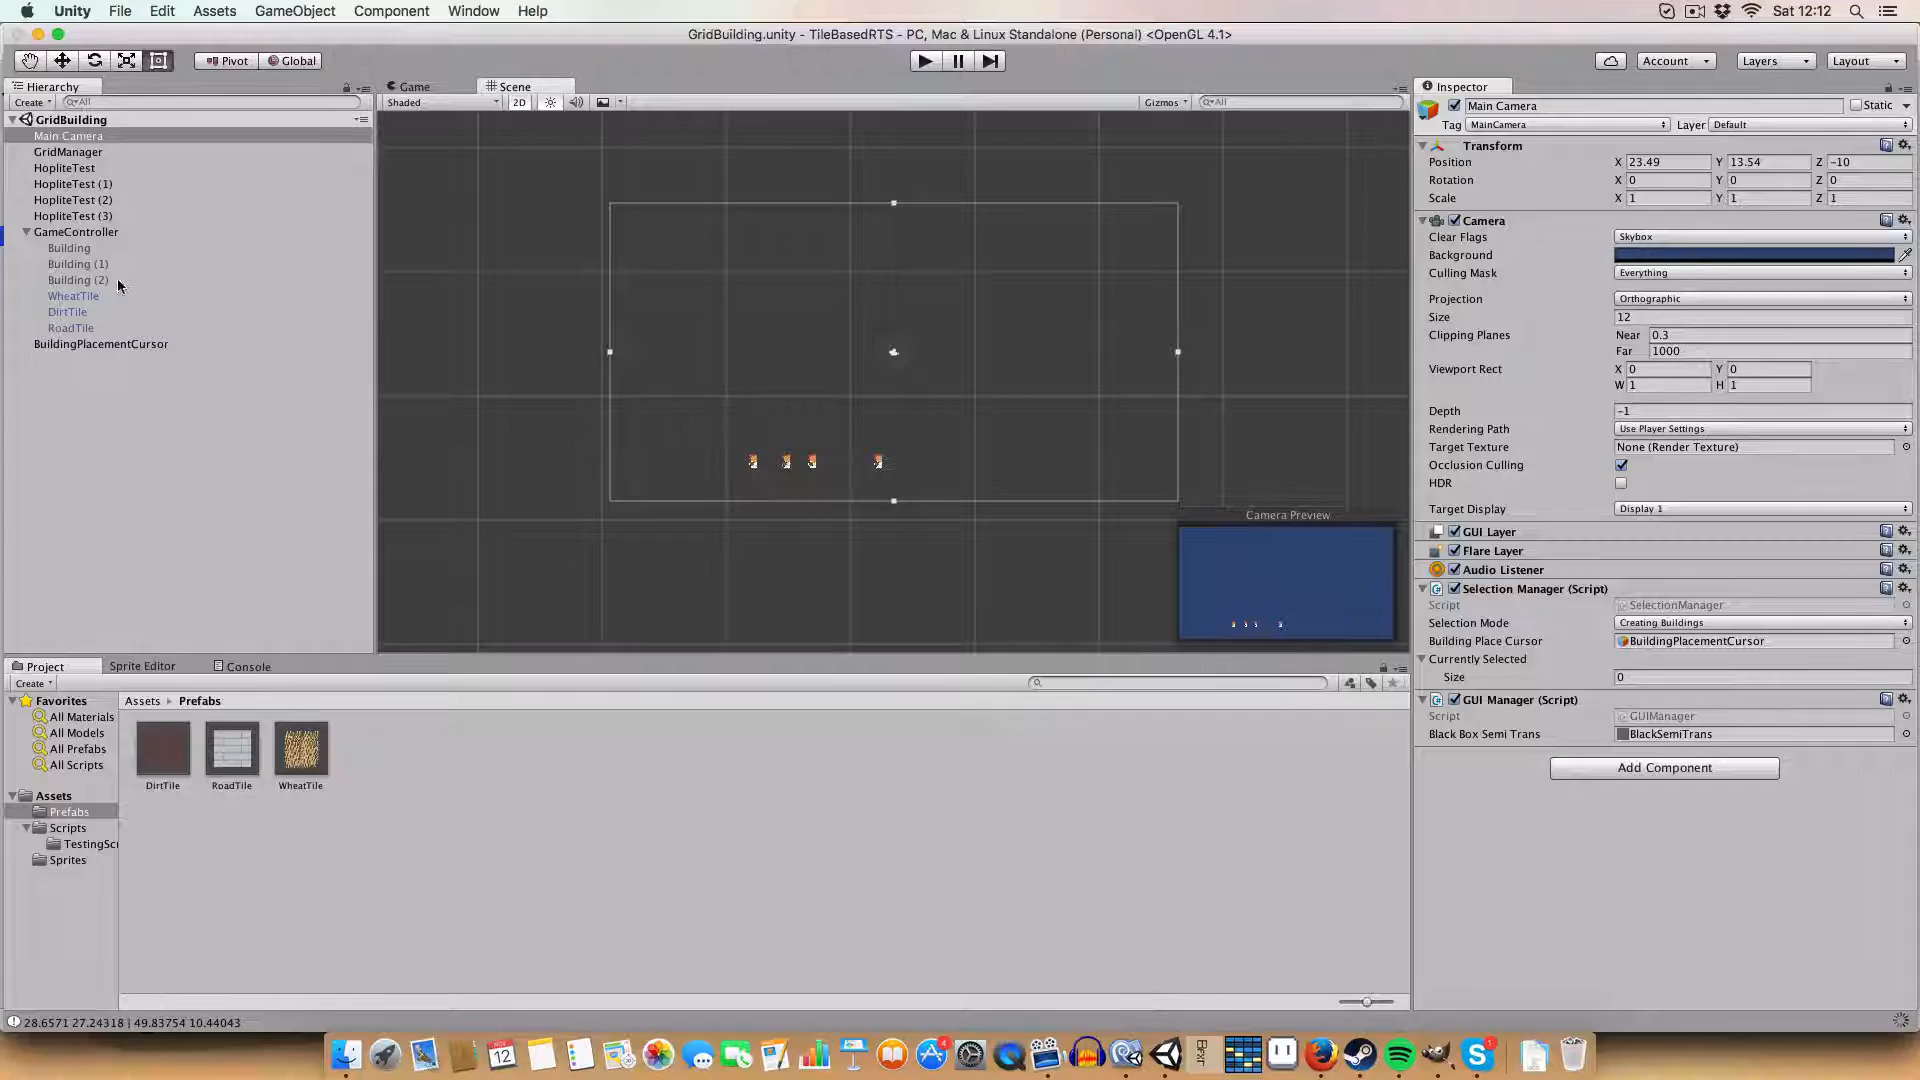 Unity File Edit Assets GameObject Component Window Help Sat 12:12
GridBuilding.unity - TileBasedRTS - PC, Mac & Linux Standalone (Personal) <OpenGL 4.1>
Pivot Global Account Layers Layout
Hierarchy Game Scene Inspector
Create All Shaded 2D Gizmos All
Main Camera Static
Tag MainCamera Layer Default
GridBuilding
Main Camera
GridManager
HopliteTest
HopliteTest (1)
HopliteTest (2)
HopliteTest (3)
GameController
Building
Building (1)
Building (2)
WheatTile
DirtTile
RoadTile
BuildingPlacementCursor
Camera Preview
Transform
Position X 23.49 Y 13.54 Z -10
Rotation X 0 Y 0 Z 0
Scale X 1 Y 1 Z 1
Camera
Clear Flags Skybox
Background
Culling Mask Everything
Projection Orthographic
Size 12
Clipping Planes Near 0.3
Far 1000
Viewport Rect X 0 Y 0
W 1 H 1
Depth -1
Rendering Path Use Player Settings
Target Texture None (Render Texture)
Occlusion Culling
HDR
Target Display Display 1
GUI Layer
Flare Layer
Audio Listener
Selection Manager (Script)
Script SelectionManager
Selection Mode Creating Buildings
Building Place Cursor BuildingPlacementCursor
Currently Selected
Size 0
GUI Manager (Script)
Script GUIManager
Black Box Semi Trans BlackSemiTrans
Add Component
Project Sprite Editor Console
Create
Favorites
All Materials
All Models
All Prefabs
All Scripts
Assets
Prefabs
Scripts
TestingScr
Sprites
Assets Prefabs
DirtTile RoadTile WheatTile
28.6571 27.24318 | 49.83754 10.44043
NOV
12
4
1